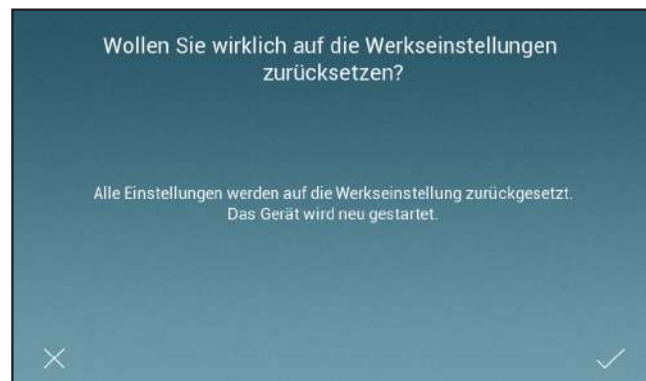 Wollen Sie wirklich auf die Werkseinstellungen
zurücksetzen?
Alle Einstellungen werden auf die Werkseinstellung zurückgesetzt.
Das Gerät wird neu gestartet.